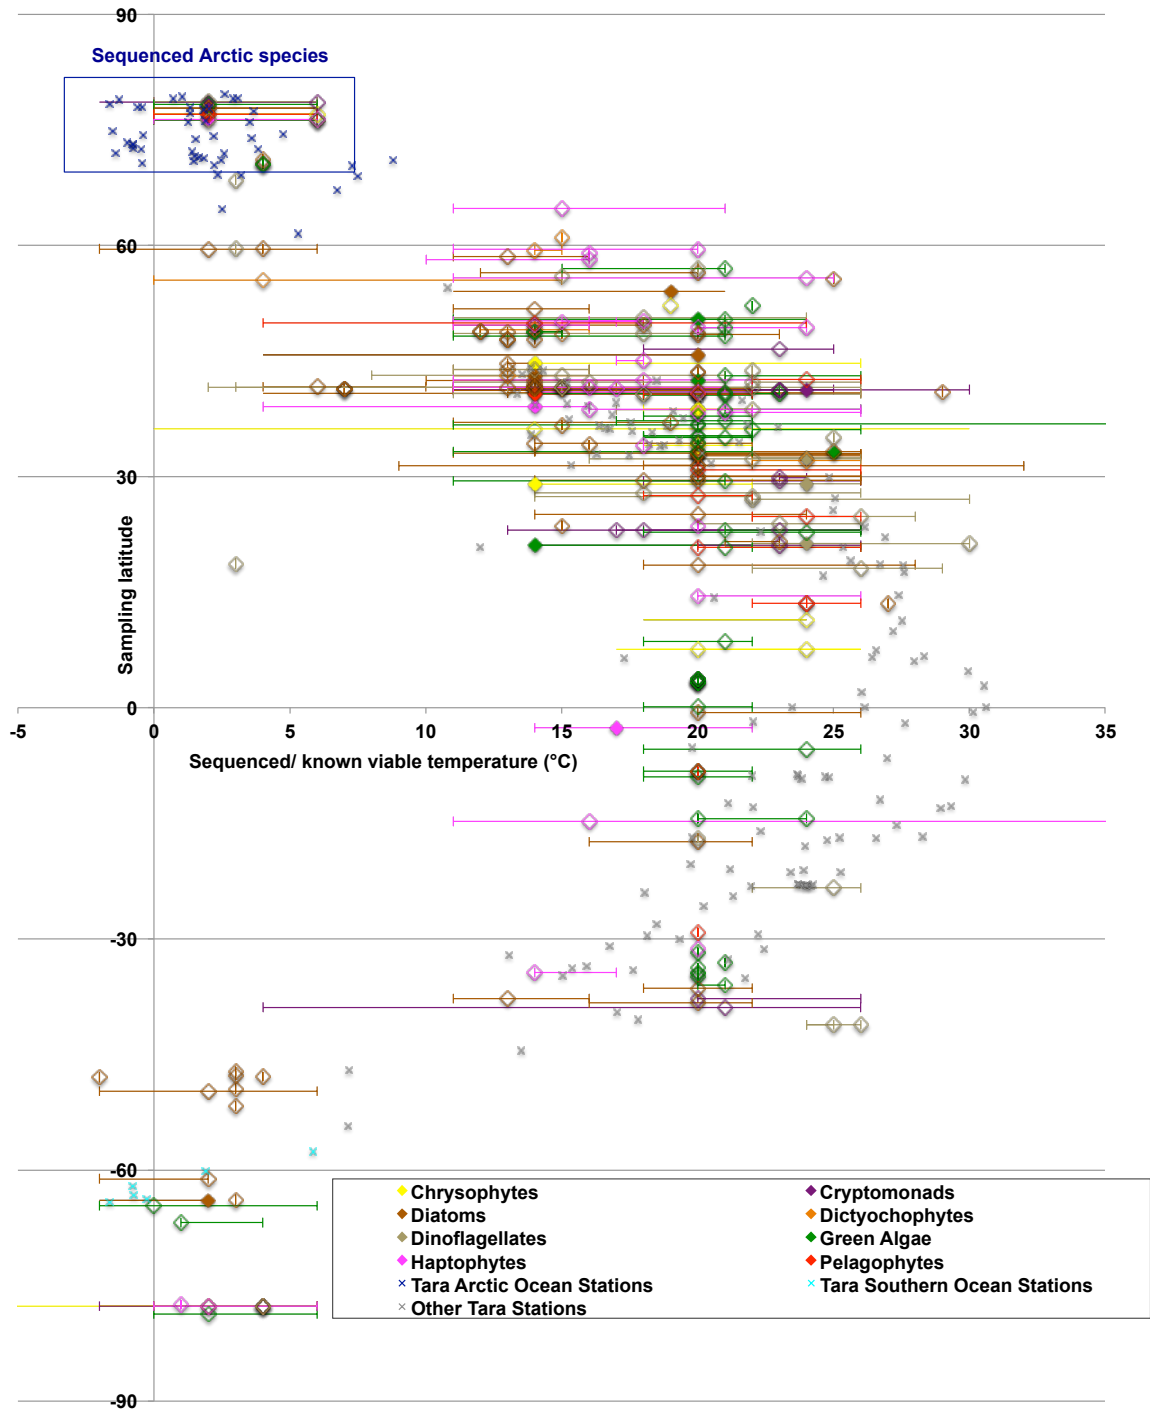 90
Sequenced Arctic species
60
30
Sampling latitude
0
-5
0
5
10
15
20
25
30
35
Sequenced/ known viable temperature (°C)
-30
-60
Chrysophytes
Cryptomonads
Diatoms
Dictyochophytes
Dinoflagellates
Green Algae
Haptophytes
Pelagophytes
Tara Arctic Ocean Stations
Tara Southern Ocean Stations
Other Tara Stations
-90